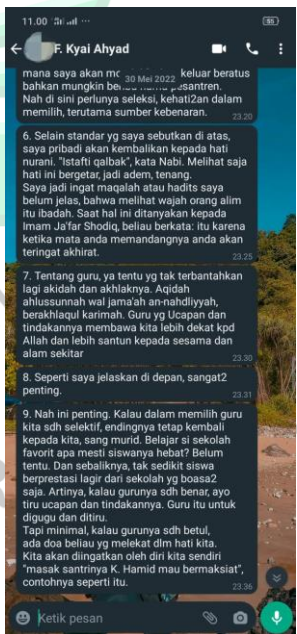 11.00
F. Kyai Ahyad
30 Mei 2022
mana saya akan keluar beratus
bahkan mungkin nama pesantren.
Nah di sini perlunya seleksi, kehati2an dalam
memilih, terutama sumber kebenaran.
23.20
6. Selain standar yg saya sebutkan di atas,
saya pribadi akan kembalikan kepada hati
nurani. "Istafti qalbak", kata Nabi. Melihat saja
hati ini bergetar, jadi adem, tenang.
Saya jadi ingat maqalah atau hadits saya
belum jelas, bahwa melihat wajah orang alim
itu ibadah. Saat hal ini ditanyakan kepada
Imam Ja'far Shodiq, beliau berkata: itu karena
ketika mata anda memandangnya anda akan
teringat akhirat.
23.25
7. Tentang guru, ya tentu yg tak terbantahkan
lagi akidah dan akhlaknya. Aqidah
ahlussunnah wal jama'ah an-nahdliyyah,
berakhlaqul karimah. Guru yg Ucapan dan
tindakannya membawa kita lebih dekat kpd
Allah dan lebih santun kepada sesama dan
alam sekitar
23.30
8. Seperti saya jelaskan di depan, sangat2
penting.
23.31
9. Nah ini penting. Kalau dalam memilih guru
kita sdh selektif, endingnya tetap kembali
kepada kita, sang murid. Belajar si sekolah
favorit apa mesti siswanya hebat? Belum
tentu. Dan sebaliknya, tak sedikit siswa
berprestasi lagir dari sekolah yg boasa2
saja. Artinya, kalau gurunya sdh benar, ayo
tiru ucapan dan tindakannya. Guru itu untuk
digugu dan ditiru.
Tapi minimal, kalau gurunya sdh betul,
ada doa beliau yg melekat dlm hati kita.
Kita akan diingatkan oleh diri kita sendiri
"masak santrinya K. Hamid mau bermaksiat",
contohnya seperti itu.
23.36
Ketik pesan